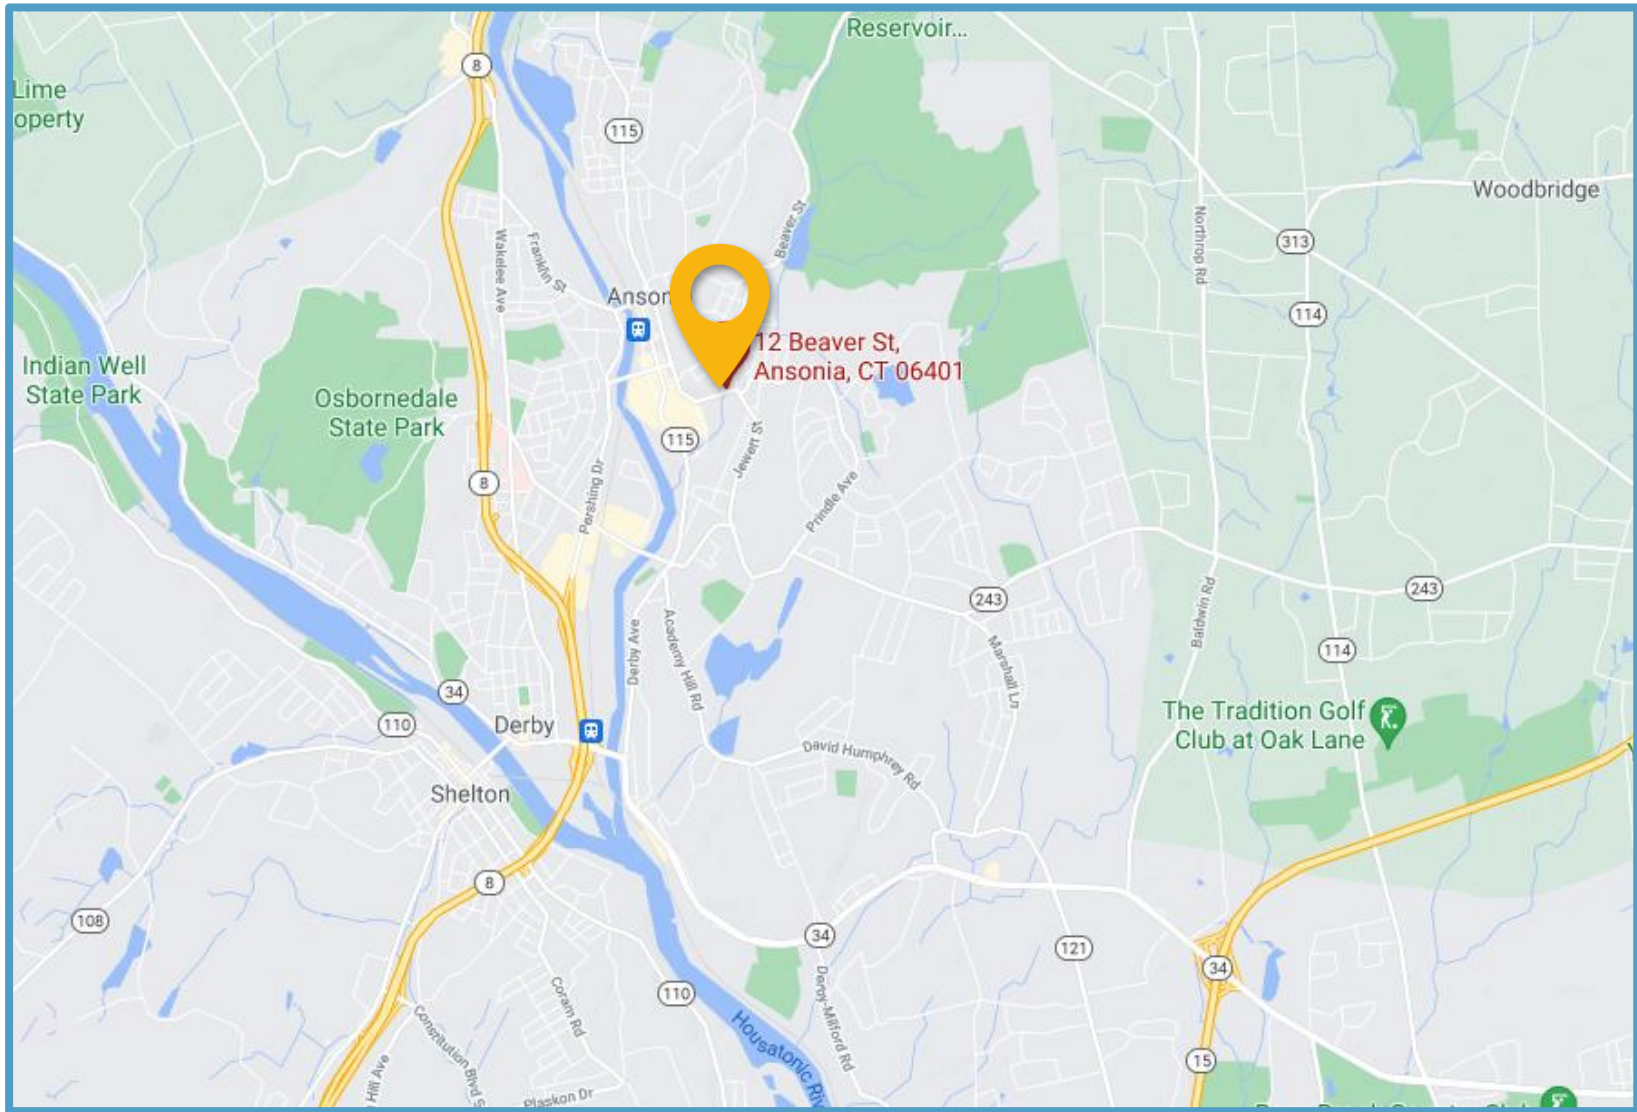 Reservoir...
8
Lime
operty
115
Woodbridge
Beaver St
Northrop Rd
Wakelee Ave
Franklin St
313
Anson
114
12 Beaver St,
Ansonia, CT 06401
Indian Well
State Park
Osbornedale
State Park
115
Jewett St
8
Pershing Dr
Prindle Ave
243
243
Baldwin Rd
Academy Hill Rd
Derby Ave
Marshall Ln
114
34
110
Derby
The Tradition Golf
Club at Oak Lane
David Humphrey Rd
Shelton
8
108
34
121
34
110
Derby-Milford Rd
Coram Rd
Housatonic Riv
Constitution Blvd S
15
Hill Ave
Plaskon Dr